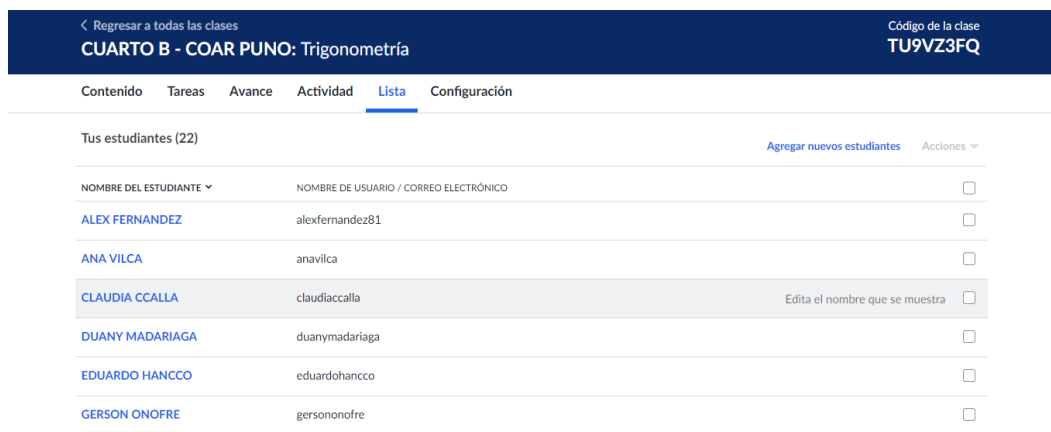 Regresar a todas las clases
Código de la clase
CUARTO B - COAR PUNO: Trigonometría
TU9VZ3FQ
Contenido Tareas Avance Actividad Lista Configuración
Tus estudiantes (22)
Agregar nuevos estudiantes Acciones
NOMBRE DEL ESTUDIANTE NOMBRE DE USUARIO / CORREO ELECTRÓNICO
ALEX FERNANDEZ alexfernandez81
ANA VILCA anavilca
CLAUDIA CCALLA claudiaccalla Edita el nombre que se muestra
DUANY MADARIAGA duanymadariaga
EDUARDO HANCCO eduardohancco
GERSON ONOFRE gersononofre